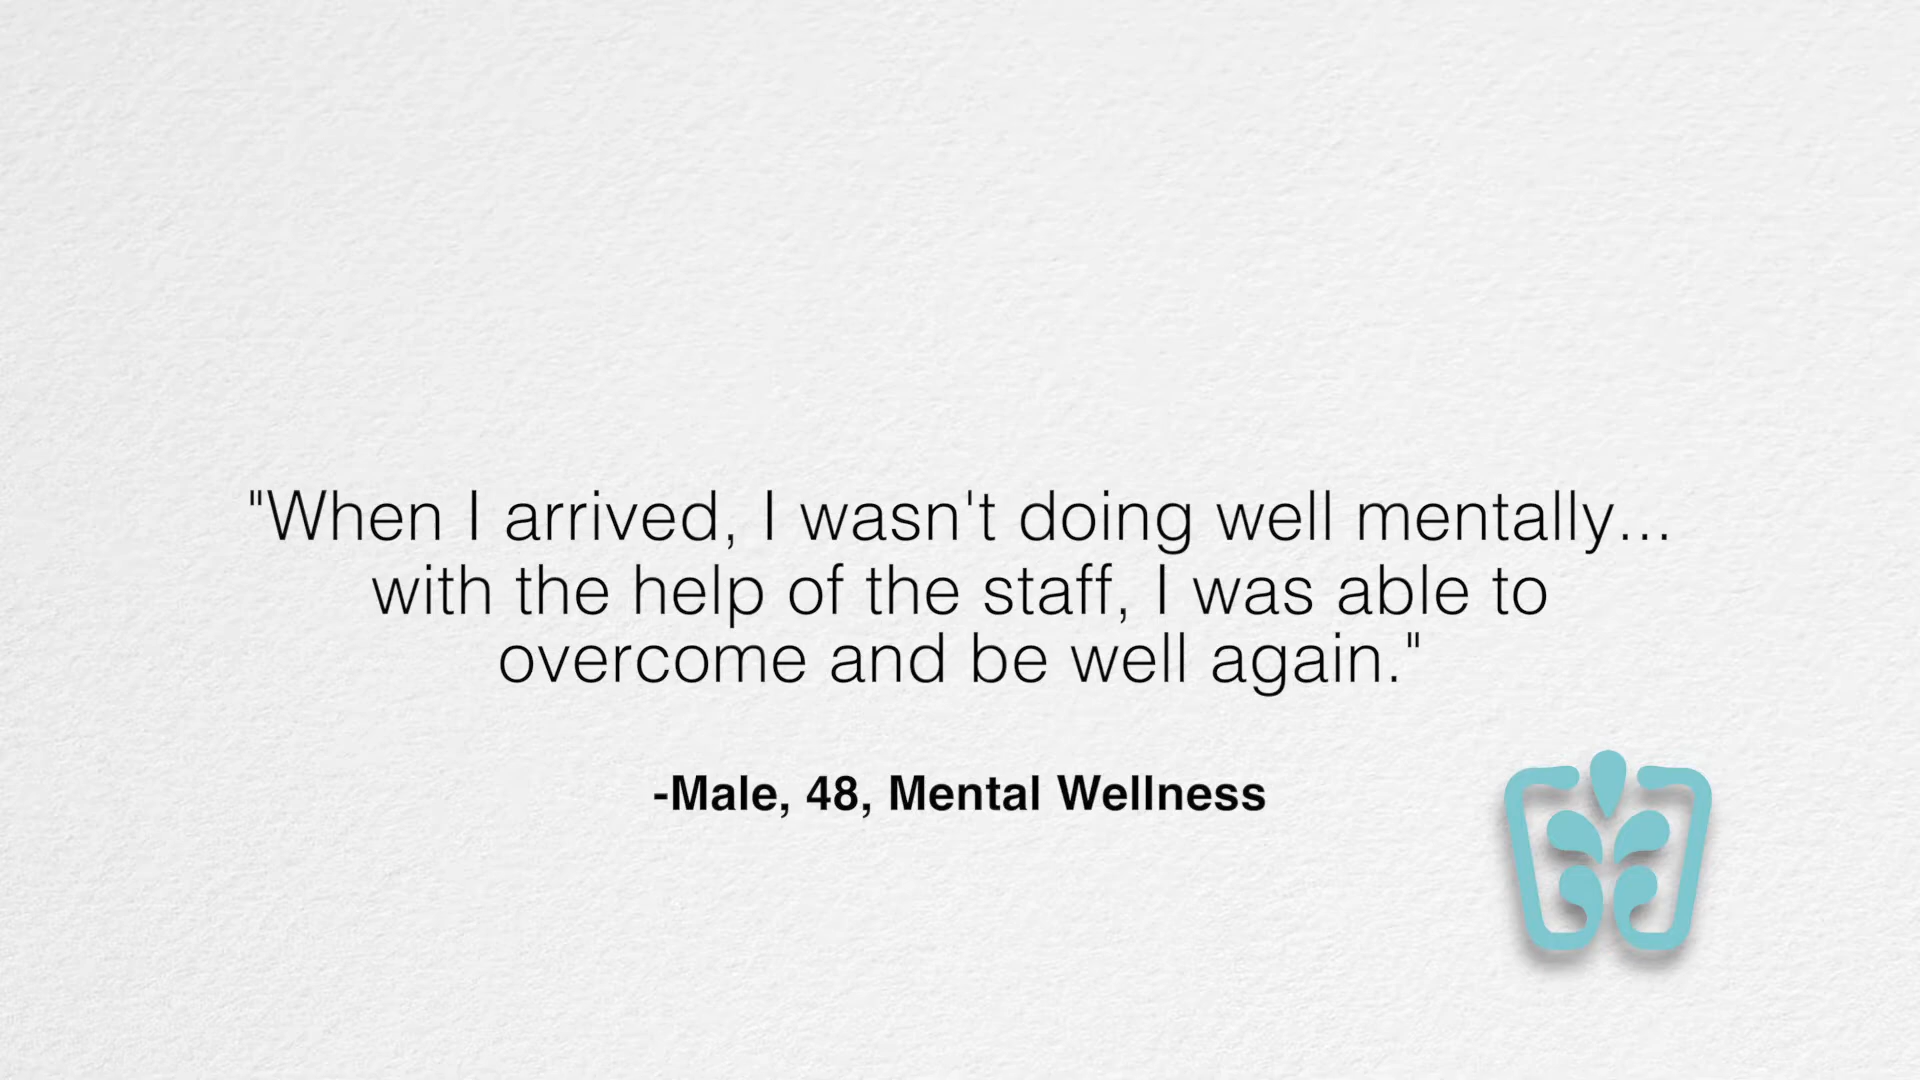 "When I arrived, I wasn't doing well mentally...
with the help of the staff, I was able to
overcome and be well again."
-Male, 48, Mental Wellness